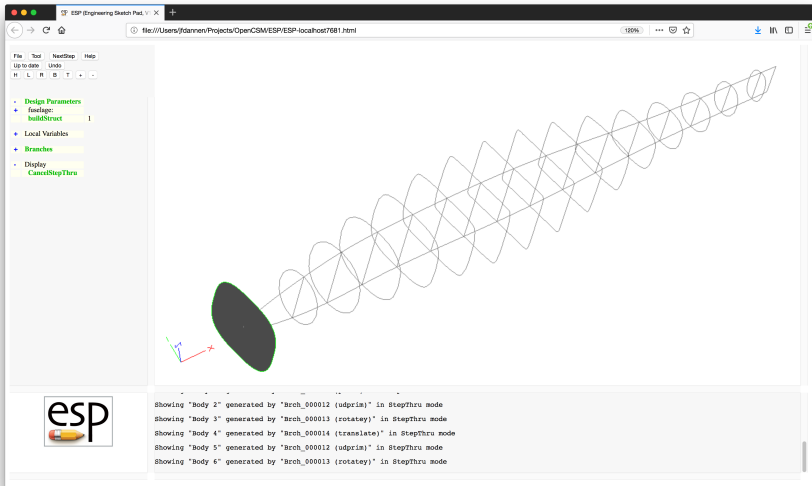 ESP (Engineering Sketch Pad, V
file:///Users/jfdannen/Projects/OpenCSM/ESP/ESP-localhost7681.html
120%
File Tool NextStep Help
Up to date Undo
H L R B T + -
- Design Parameters
+ fuselage:
buildStruct 1
+ Local Variables
+ Branches
- Display
CancelStepThru
X
esp
Showing "Body 2" generated by "Brch_000012 (udprim)" in StepThru mode
Showing "Body 3" generated by "Brch_000013 (rotatey)" in StepThru mode
Showing "Body 4" generated by "Brch_000014 (translate)" in StepThru mode
Showing "Body 5" generated by "Brch_000012 (udprim)" in StepThru mode
Showing "Body 6" generated by "Brch_000013 (rotatey)" in StepThru mode